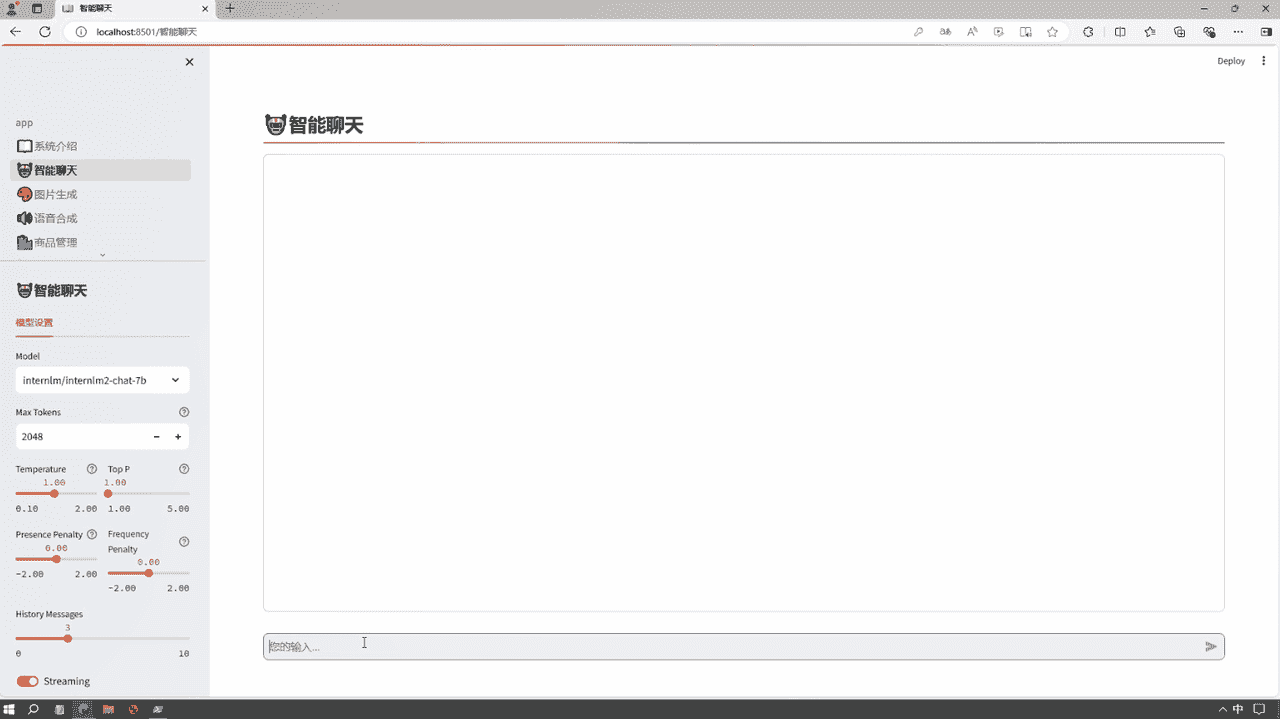 智能聊天
localhost:8501/智能聊天
Deploy
app
系统介绍
智能聊天
图片生成
语音合成
商品管理
智能聊天
模型设置
Model
internlm/internlm2-chat-7b
Max Tokens
2048
Temperature
Top P
1.00
1.00
0.10
2.00
1.00
5.00
Presence Penalty
Frequency
Penalty
0.00
0.00
-2.00
2.00
-2.00
2.00
History Messages
3
0
10
Streaming
智能聊天
您的输入...
中